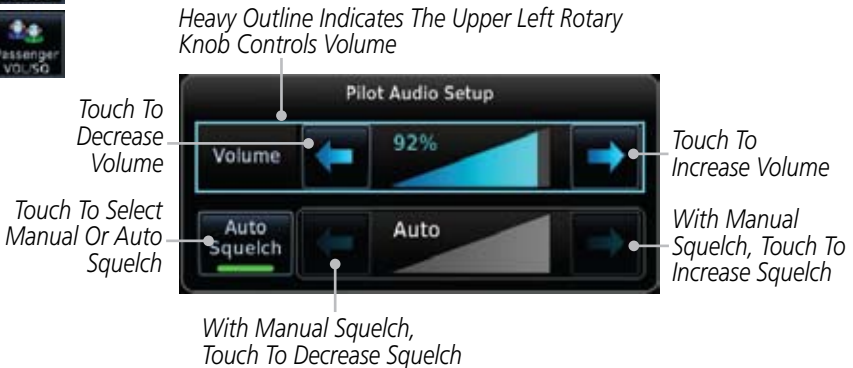 Heavy Outline Indicates The Upper Left Rotary
Knob Controls Volume
Passenger
VOL/SQ
Pilot Audio Setup
Touch To
Decrease
Volume
Volume
92%
Touch To
Increase Volume
Touch To Select
Manual Or Auto
Squelch
Auto
Squelch
Auto
With Manual
Squelch, Touch To
Increase Squelch
With Manual Squelch,
Touch To Decrease Squelch